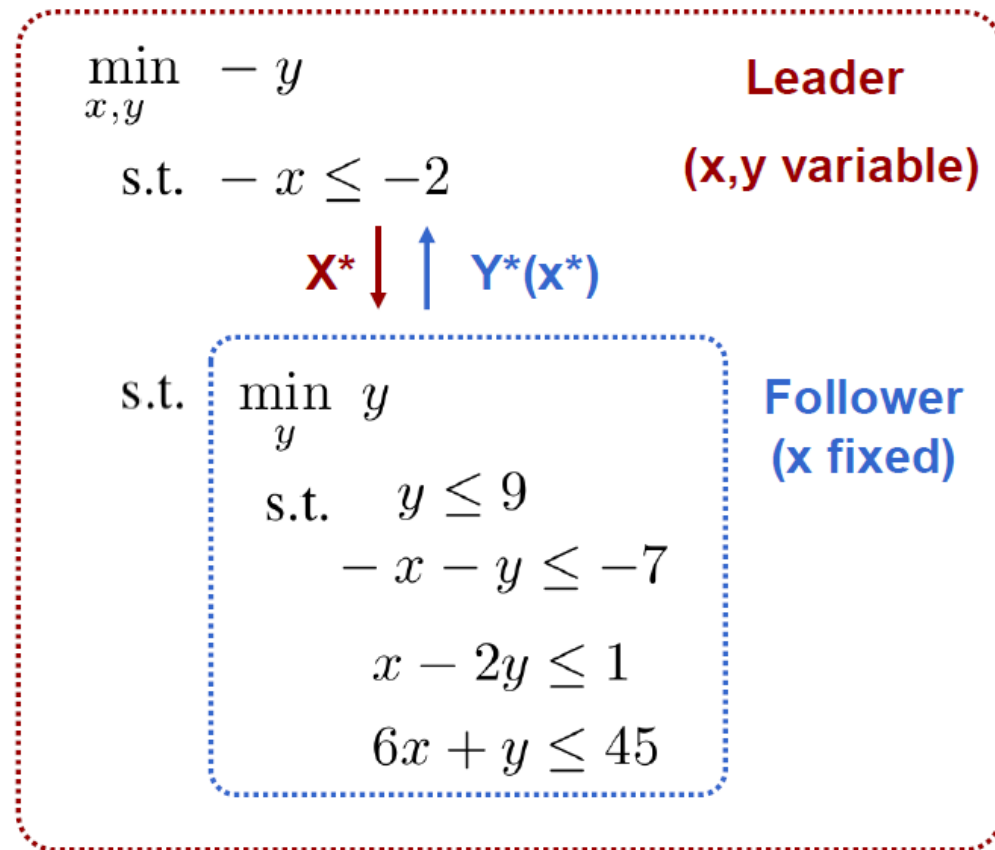 min − y
x,y
Leader
s.t. − x ≤ −2
(x,y variable)
X* Y*(x*)
s.t. min y
y
Follower
(x fixed)
s.t. y ≤ 9
− x − y ≤ −7
x − 2y ≤ 1
6x + y ≤ 45